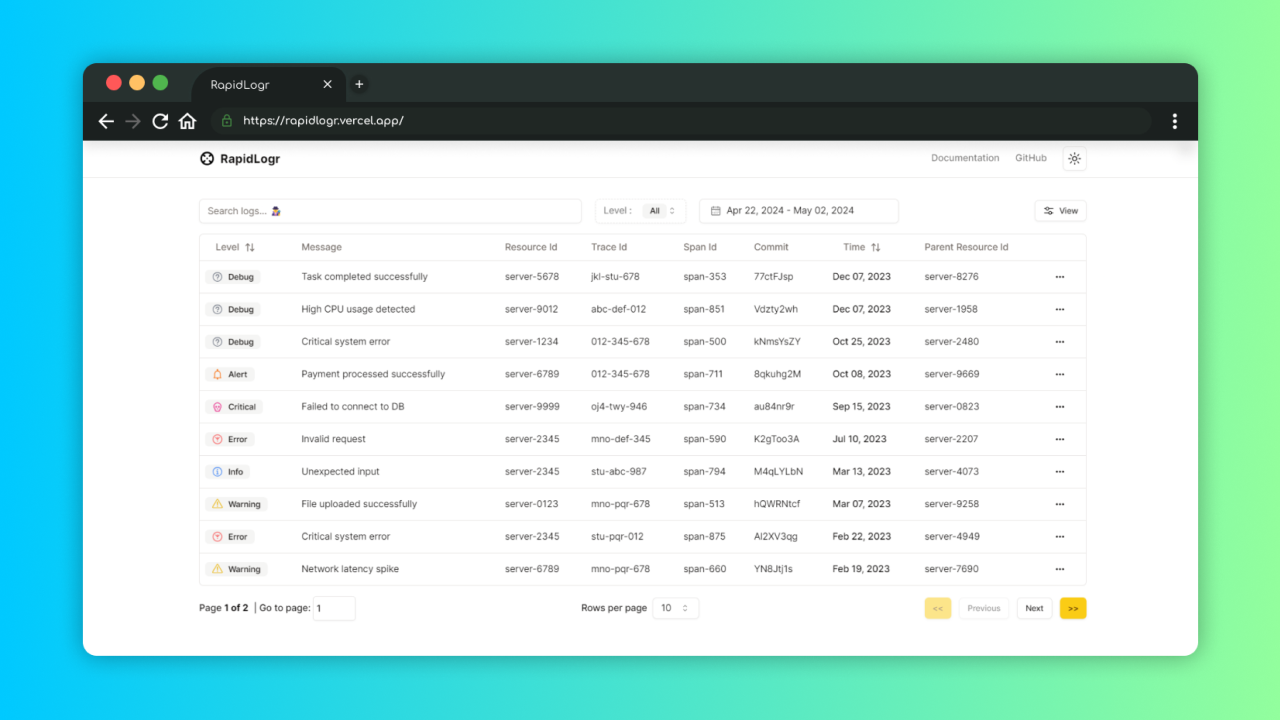 RapidLogr
https://rapidlogr.vercel.app/
RapidLogr Documentation GitHub
Search logs... Level : All Apr 22, 2024 - May 02, 2024 View
Level Message Resource Id Trace Id Span Id Commit Time Parent Resource Id
Debug Task completed successfully server-5678 jkl-stu-678 span-353 77ctFJsp Dec 07, 2023 server-8276 ...
Debug High CPU usage detected server-9012 abc-def-012 span-851 Vdzty2wh Dec 07, 2023 server-1958 ...
Debug Critical system error server-1234 012-345-678 span-500 kNmsYsZY Oct 25, 2023 server-2480 ...
Alert Payment processed successfully server-6789 012-345-678 span-711 8qkuhg2M Oct 08, 2023 server-9669 ...
Critical Failed to connect to DB server-9999 oj4-twy-946 span-734 au84nr9r Sep 15, 2023 server-0823 ...
Error Invalid request server-2345 mno-def-345 span-590 K2gToo3A Jul 10, 2023 server-2207 ...
Info Unexpected input server-2345 stu-abc-987 span-794 M4qLYLbN Mar 13, 2023 server-4073 ...
Warning File uploaded successfully server-0123 mno-pqr-678 span-513 hQWRNtcf Mar 07, 2023 server-9258 ...
Error Critical system error server-2345 stu-pqr-012 span-875 AI2XV3qg Feb 22, 2023 server-4949 ...
Warning Network latency spike server-6789 mno-pqr-678 span-660 YN8Jtj1s Feb 19, 2023 server-7690 ...
Page 1 of 2 | Go to page: 1 Rows per page 10 << Previous Next >>